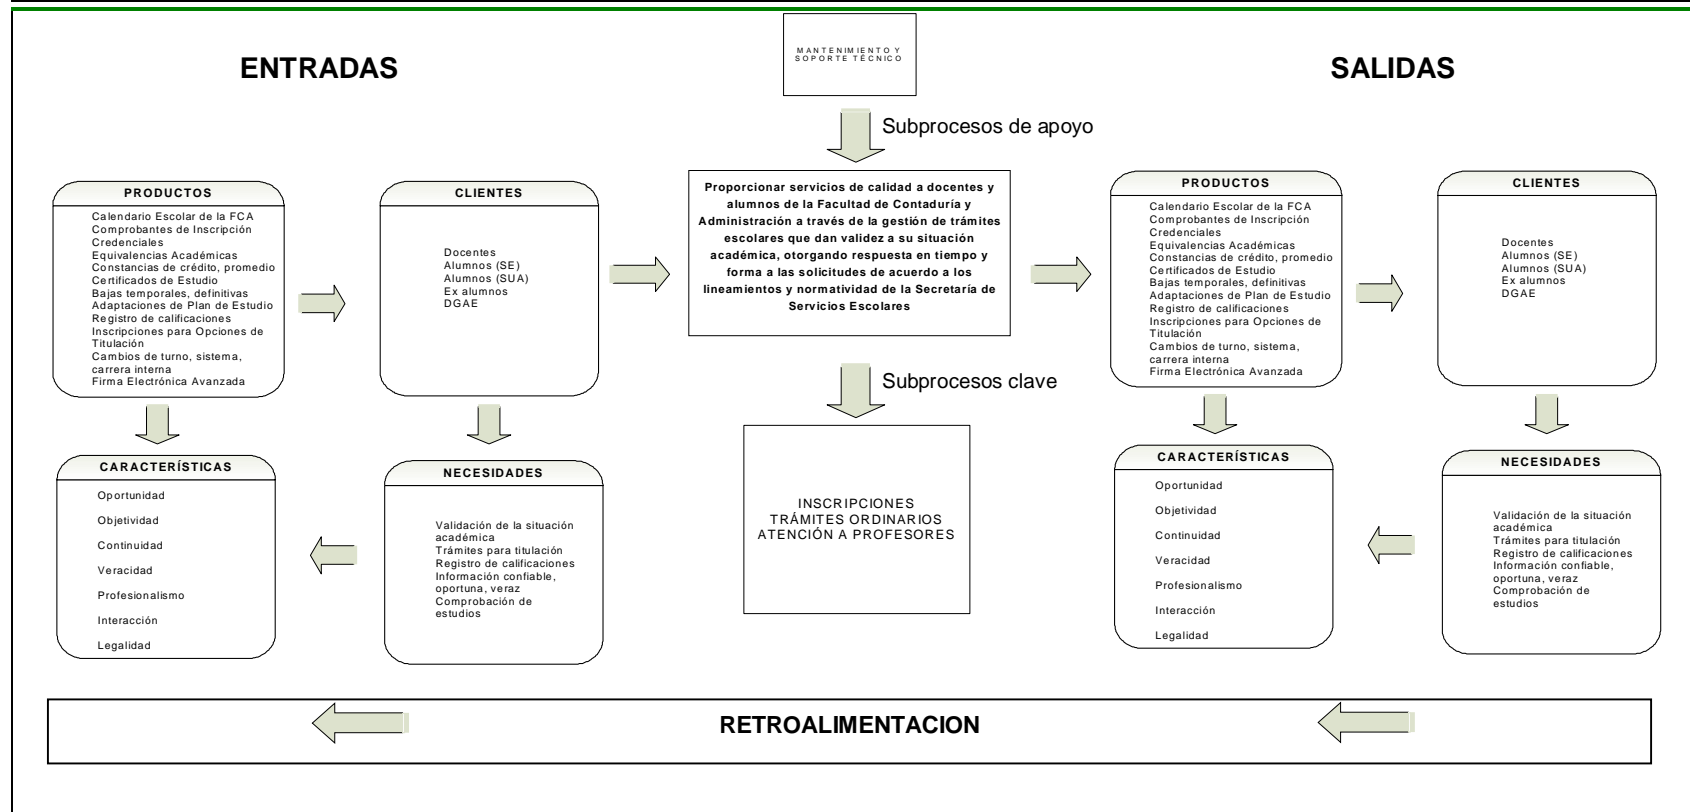 MANTENIMIENTO Y
SOPORTE TÉCNICO
ENTRADAS
SALIDAS
Subprocesos de apoyo
PRODUCTOS
Calendario Escolar de la FCA
Comprobantes de Inscripción
Credenciales
Equivalencias Académicas
Constancias de crédito, promedio
Certificados de Estudio
Bajas temporales, definitivas
Adaptaciones de Plan de Estudio
Registro de calificaciones
Inscripciones para Opciones de
Titulación
Cambios de turno, sistema,
carrera interna
Firma Electrónica Avanzada
CLIENTES
Docentes
Alumnos (SE)
Alumnos (SUA)
Ex alumnos
DGAE
Proporcionar servicios de calidad a docentes y
alumnos de la Facultad de Contaduría y
Administración a través de la gestión de trámites
escolares que dan validez a su situación
académica, otorgando respuesta en tiempo y
forma a las solicitudes de acuerdo a los
lineamientos y normatividad de la Secretaría de
Servicios Escolares
PRODUCTOS
Calendario Escolar de la FCA
Comprobantes de Inscripción
Credenciales
Equivalencias Académicas
Constancias de crédito, promedio
Certificados de Estudio
Bajas temporales, definitivas
Adaptaciones de Plan de Estudio
Registro de calificaciones
Inscripciones para Opciones de
Titulación
Cambios de turno, sistema,
carrera interna
Firma Electrónica Avanzada
CLIENTES
Docentes
Alumnos (SE)
Alumnos (SUA)
Ex alumnos
DGAE
Subprocesos clave
CARACTERÍSTICAS
Oportunidad
Objetividad
Continuidad
Veracidad
Profesionalismo
Interacción
Legalidad
NECESIDADES
Validación de la situación
académica
Trámites para titulación
Registro de calificaciones
Información confiable,
oportuna, veraz
Comprobación de
estudios
INSCRIPCIONES
TRÁMITES ORDINARIOS
ATENCIÓN A PROFESORES
CARACTERÍSTICAS
Oportunidad
Objetividad
Continuidad
Veracidad
Profesionalismo
Interacción
Legalidad
NECESIDADES
Validación de la situación
académica
Trámites para titulación
Registro de calificaciones
Información confiable,
oportuna, veraz
Comprobación de
estudios
RETROALIMENTACION